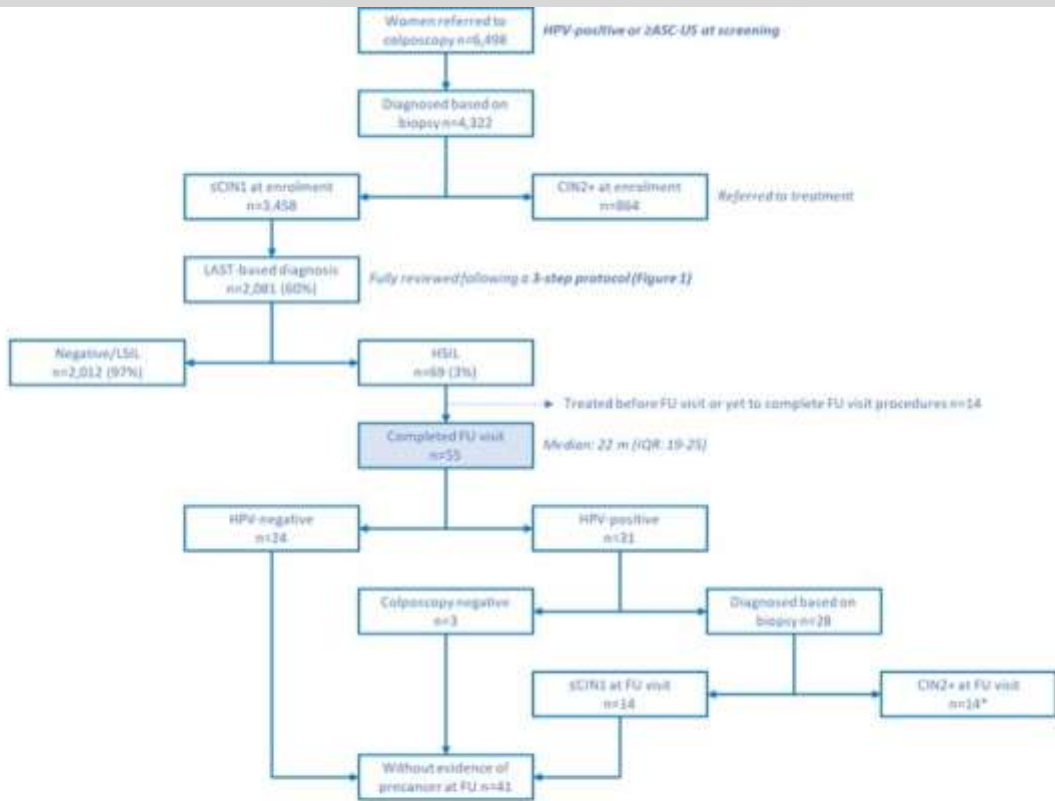 Women referred to
colposcopy n=6,498
HPV-positive or ≥ASC-US at screening
Diagnosed based on
biopsy n=4,322
≤CIN1 at enrolment
n=3,458
CIN2+ at enrolment
n=864
Referred to treatment
LAST-based diagnosis
n=2,081 (60%)
Fully reviewed following a 3-step protocol (Figure 1)
Negative/LSIL
n=2,012 (97%)
HSIL
n=69 (3%)
Treated before FU visit or yet to complete FU visit procedures n=14
Completed FU visit
n=55
Median: 22 m (IQR: 19-25)
HPV-negative
n=24
HPV-positive
n=31
Colposcopy negative
n=3
Diagnosed based on
biopsy n=28
≤CIN1 at FU visit
n=14
CIN2+ at FU visit
n=14*
Without evidence of
precancer at FU n=41